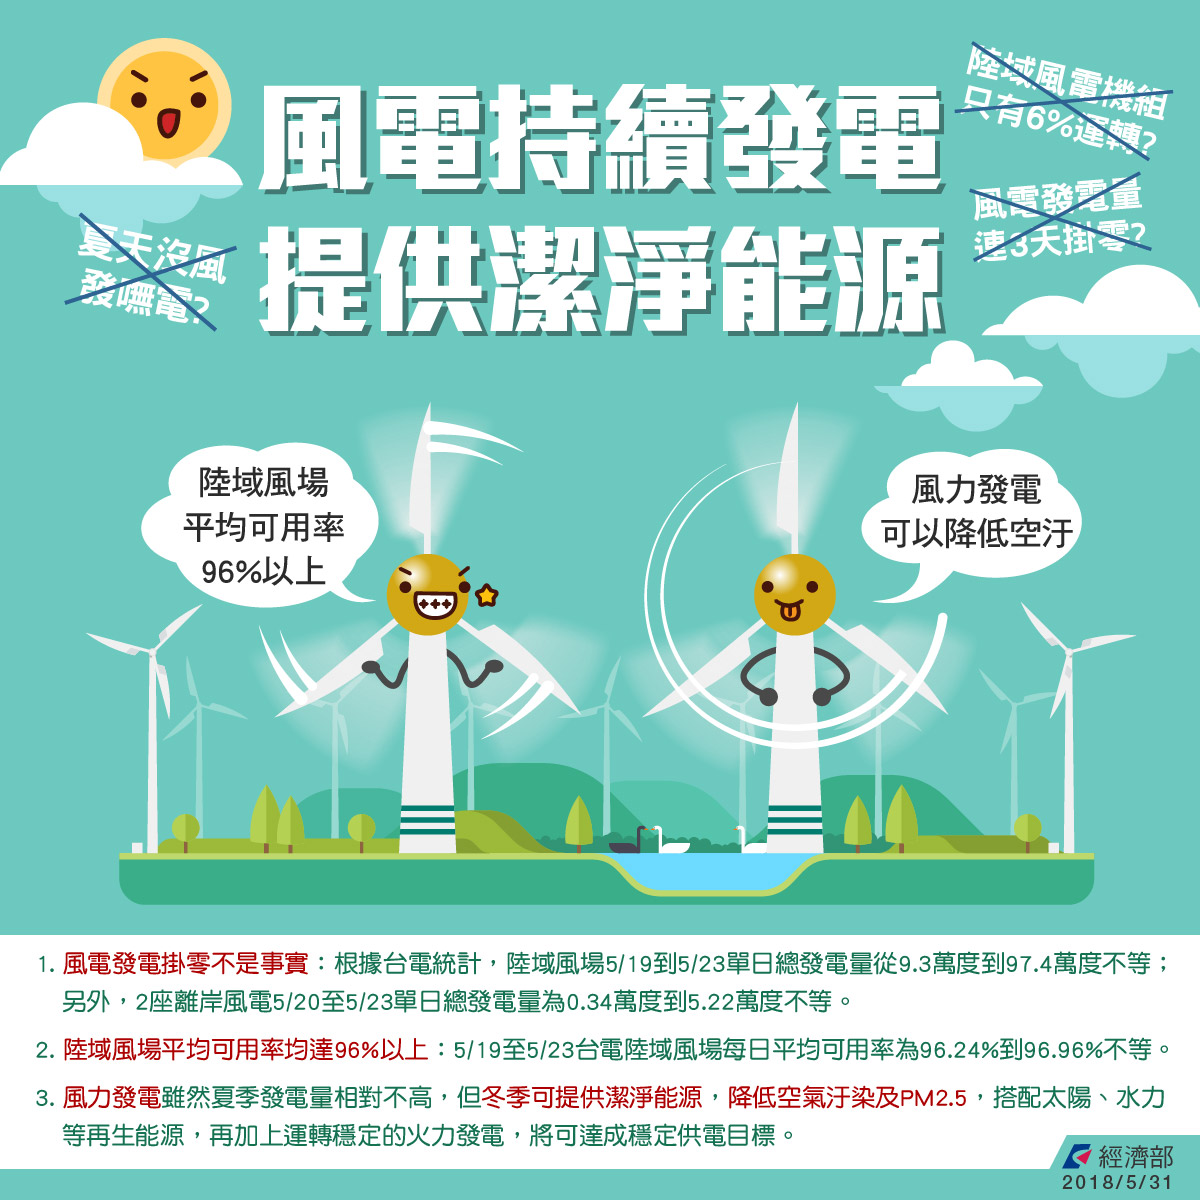 風電持續發電
提供潔淨能源
夏天沒風
發嘸電?
陸域風電機組
只有6%運轉?
風電發電量
連3天掛零?
陸域風場
平均可用率
96%以上
風力發電
可以降低空汙
1. 風電發電掛零不是事實：根據台電統計，陸域風場5/19到5/23單日總發電量從9.3萬度到97.4萬度不等；
另外，2座離岸風電5/20至5/23單日總發電量為0.34萬度到5.22萬度不等。
2. 陸域風場平均可用率均達96%以上：5/19至5/23台電陸域風場每日平均可用率為96.24%到96.96%不等。
3. 風力發電雖然夏季發電量相對不高，但冬季可提供潔淨能源，降低空氣汙染及PM2.5，搭配太陽、水力
等再生能源，再加上運轉穩定的火力發電，將可達成穩定供電目標。
經濟部
2018/5/31